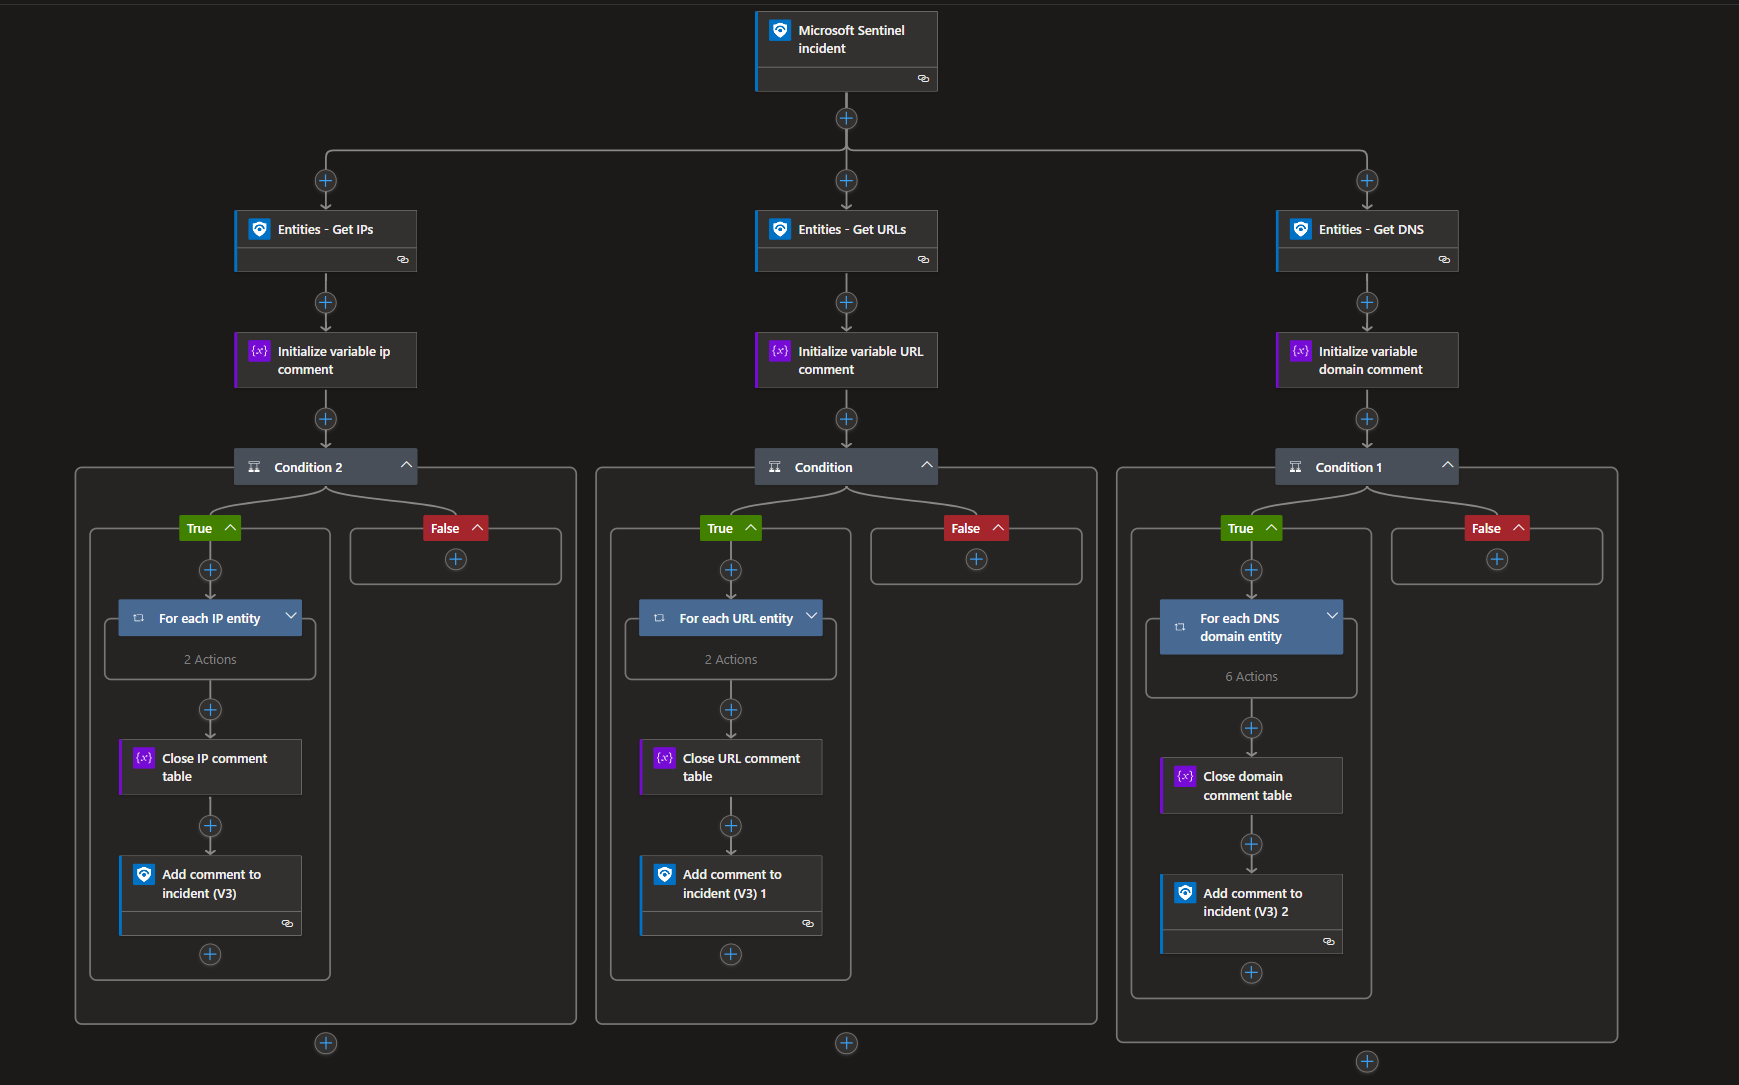 Microsoft Sentinel
incident
Entities - Get IPs
Entities - Get URLs
Entities - Get DNS
{x}
Initialize variable ip
comment
{x}
Initialize variable URL
comment
{x}
Initialize variable
domain comment
Condition 2
Condition
Condition 1
True
False
True
False
True
False
For each IP entity
2 Actions
For each URL entity
2 Actions
For each DNS
domain entity
6 Actions
{x}
Close IP comment
table
{x}
Close URL comment
table
{x}
Close domain
comment table
Add comment to
incident (V3)
Add comment to
incident (V3) 1
Add comment to
incident (V3) 2